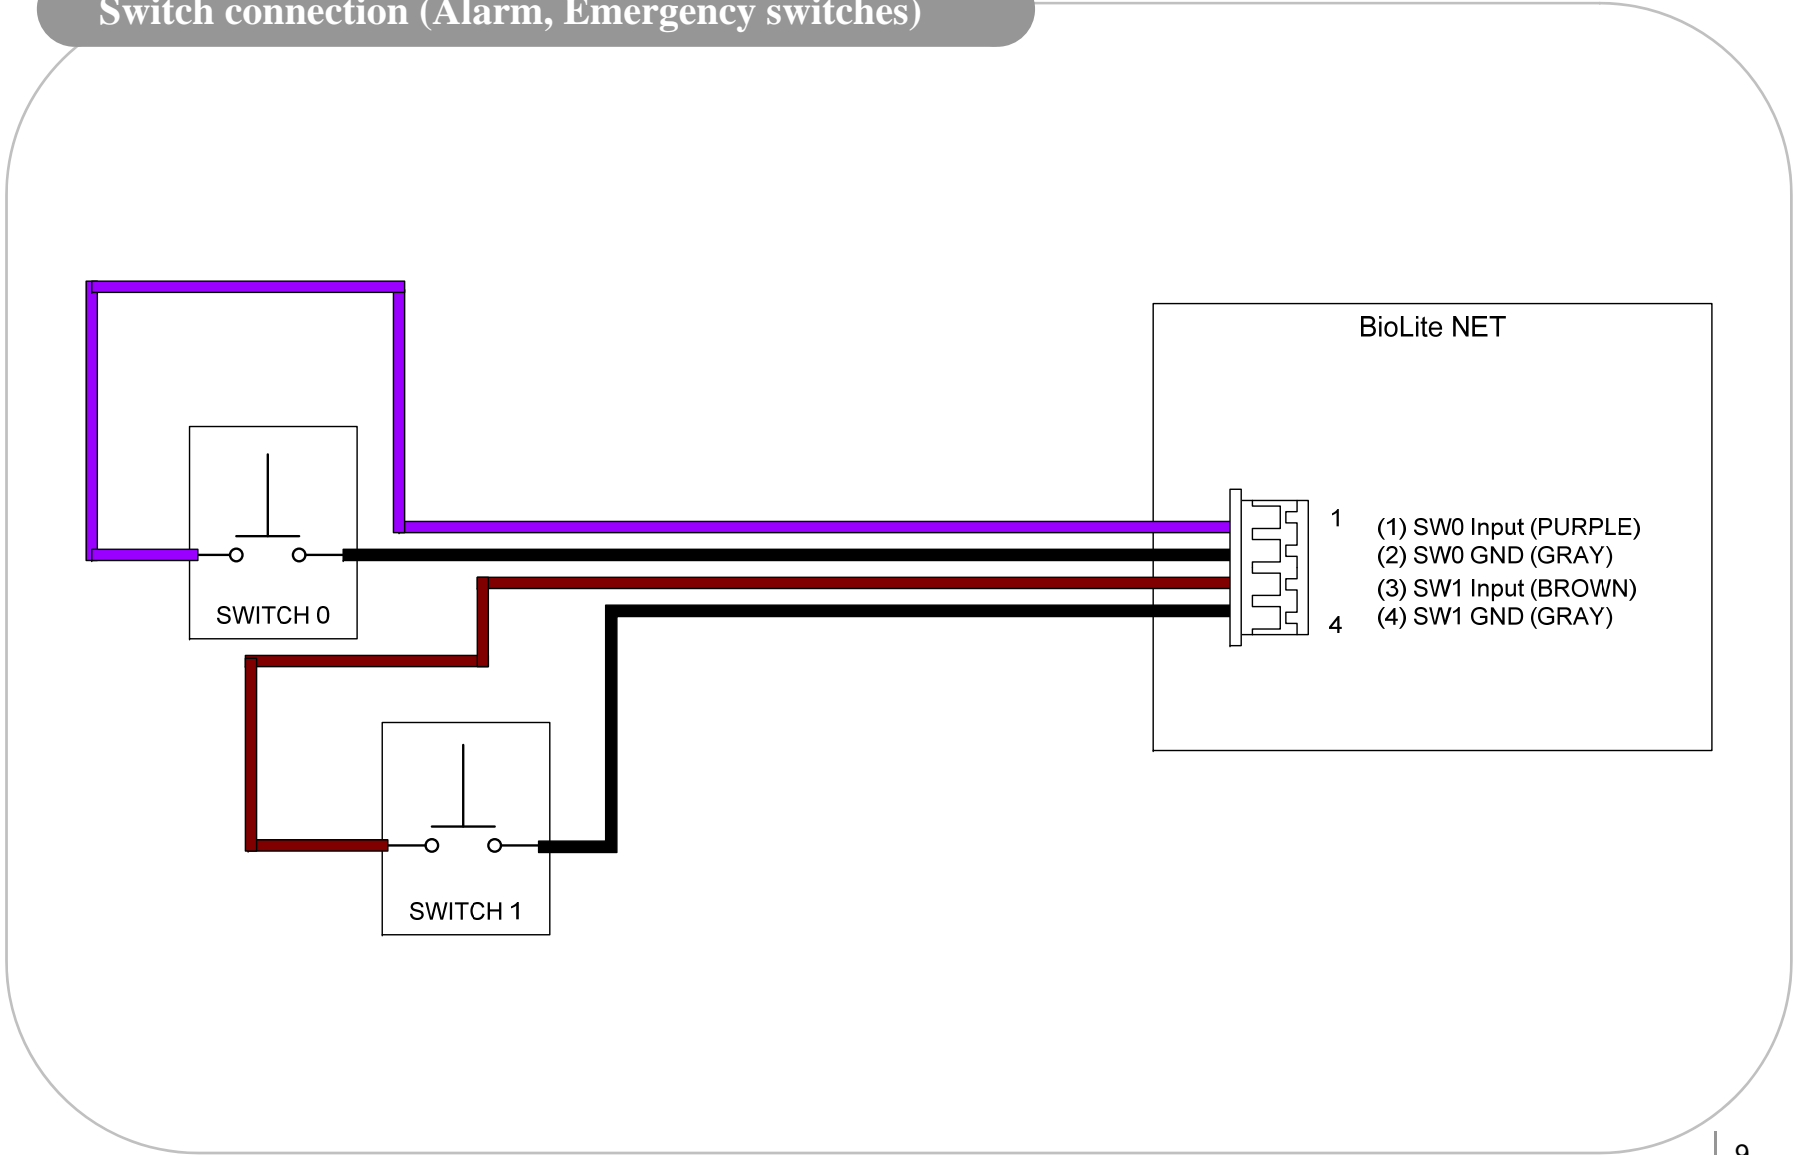 Switch connection (Alarm, Emergency switches)
BioLite NET
1
(1) SW0 Input (PURPLE)
(2) SW0 GND (GRAY)
(3) SW1 Input (BROWN)
4
(4) SW1 GND (GRAY)
SWITCH 0
SWITCH 1
9